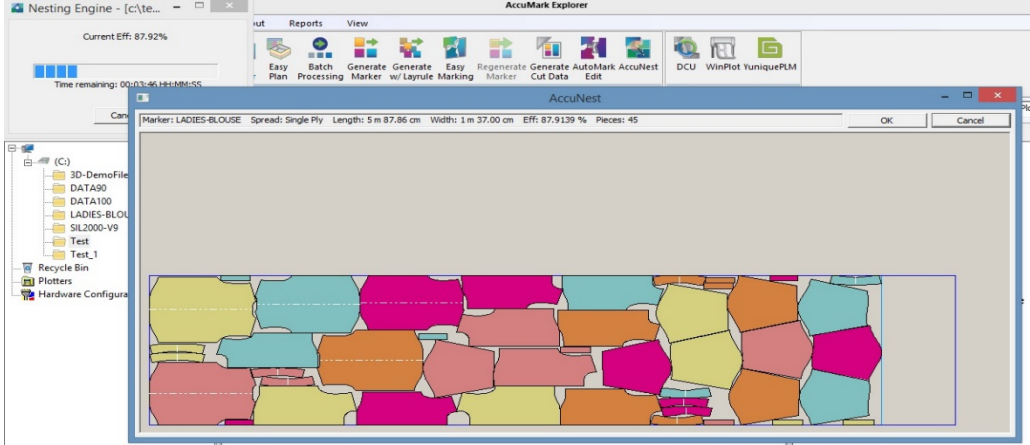 Nesting Engine - [c:\te...
AccuMark Explorer
Current Eff: 87.92%
Time remaining: 00:03:46 HH:MM:SS
Reports View
Easy Plan
Batch Processing
Generate Marker
Generate w/ Layrule
Easy Marking
Regenerate Marker
Generate Cut Data
AutoMark Edit
AccuNest
DCU
WinPlot
YuniquePLM
AccuNest
Marker: LADIES-BLOUSE Spread: Single Ply Length: 5 m 87.86 cm Width: 1 m 37.00 cm Eff: 87.9139 % Pieces: 45
OK
Cancel
(C:)
3D-DemoFile
DATA90
DATA100
LADIES-BLOU
SIL2000-V9
Test
Test_1
Recycle Bin
Plotters
Hardware Configura